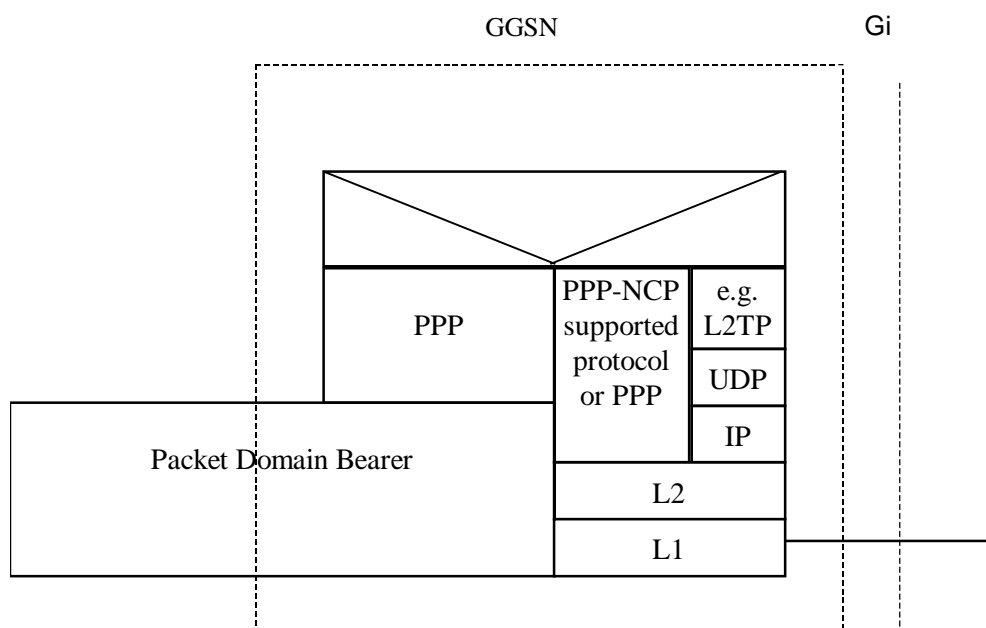 GGSN
Gi
PPP
PPP-NCP
supported
protocol
or PPP
e.g.
L2TP
UDP
IP
Packet Domain Bearer
L2
L1